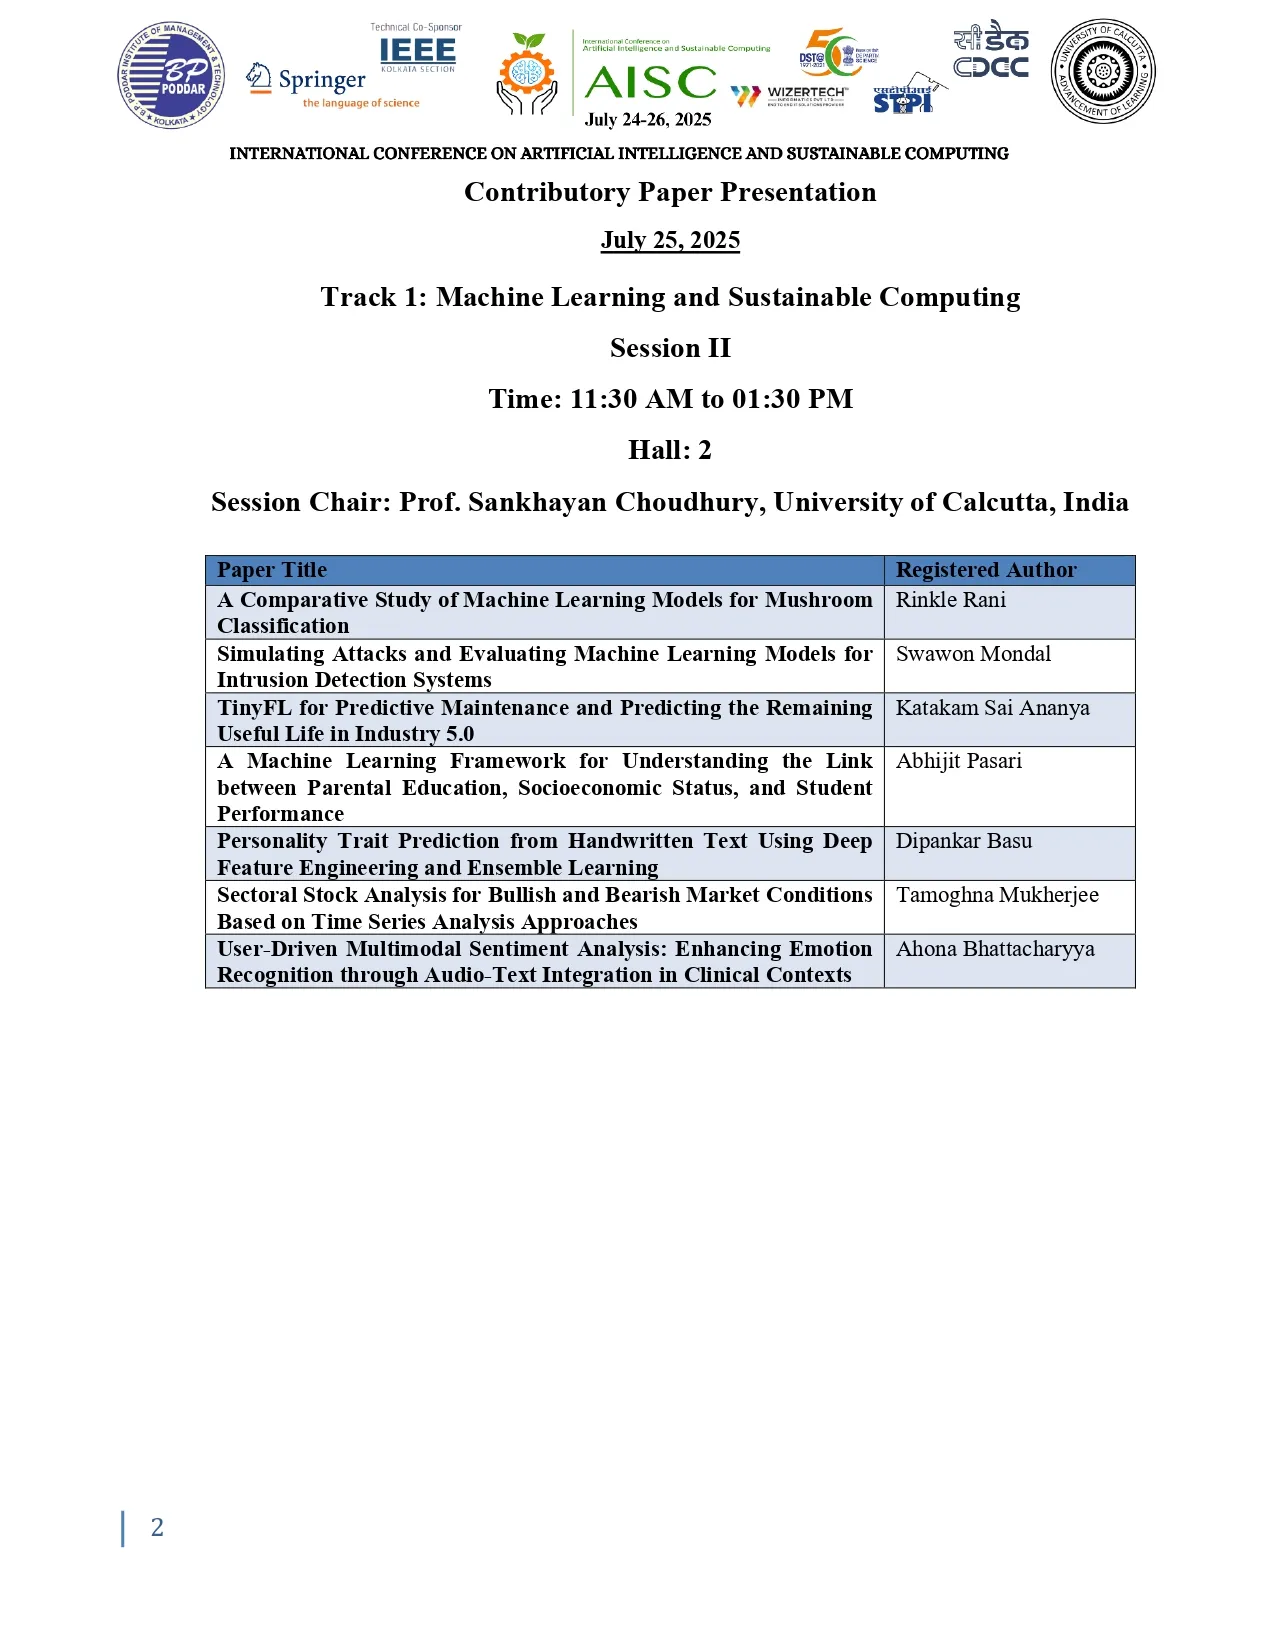 B P PODDAR INSTITUTE OF MANAGEMENT & TECHNOLOGY
BP
PODDAR
★ KOLKATA ★
Springer
the language of science
Technical Co-Sponsor
IEEE
KOLKATA SECTION
International Conference on
Artificial Intelligence and Sustainable Computing
AISC
July 24-26, 2025
DST@
1971-2021
50
SCIENCE
WIZERTECH™
एसटीपीआई
STPI
सी डैक
CDAC
UNIVERSITY OF CALCUTTA
ADVANCEMENT OF LEARNING
INTERNATIONAL CONFERENCE ON ARTIFICIAL INTELLIGENCE AND SUSTAINABLE COMPUTING
Contributory Paper Presentation
July 25, 2025
Track 1: Machine Learning and Sustainable Computing
Session II
Time: 11:30 AM to 01:30 PM
Hall: 2
Session Chair: Prof. Sankhayan Choudhury, University of Calcutta, India
Paper Title Registered Author
A Comparative Study of Machine Learning Models for Mushroom Rinkle Rani
Classification
Simulating Attacks and Evaluating Machine Learning Models for Swawon Mondal
Intrusion Detection Systems
TinyFL for Predictive Maintenance and Predicting the Remaining Katakam Sai Ananya
Useful Life in Industry 5.0
A Machine Learning Framework for Understanding the Link Abhijit Pasari
between Parental Education, Socioeconomic Status, and Student
Performance
Personality Trait Prediction from Handwritten Text Using Deep Dipankar Basu
Feature Engineering and Ensemble Learning
Sectoral Stock Analysis for Bullish and Bearish Market Conditions Tamoghna Mukherjee
Based on Time Series Analysis Approaches
User-Driven Multimodal Sentiment Analysis: Enhancing Emotion Ahona Bhattacharyya
Recognition through Audio-Text Integration in Clinical Contexts
2